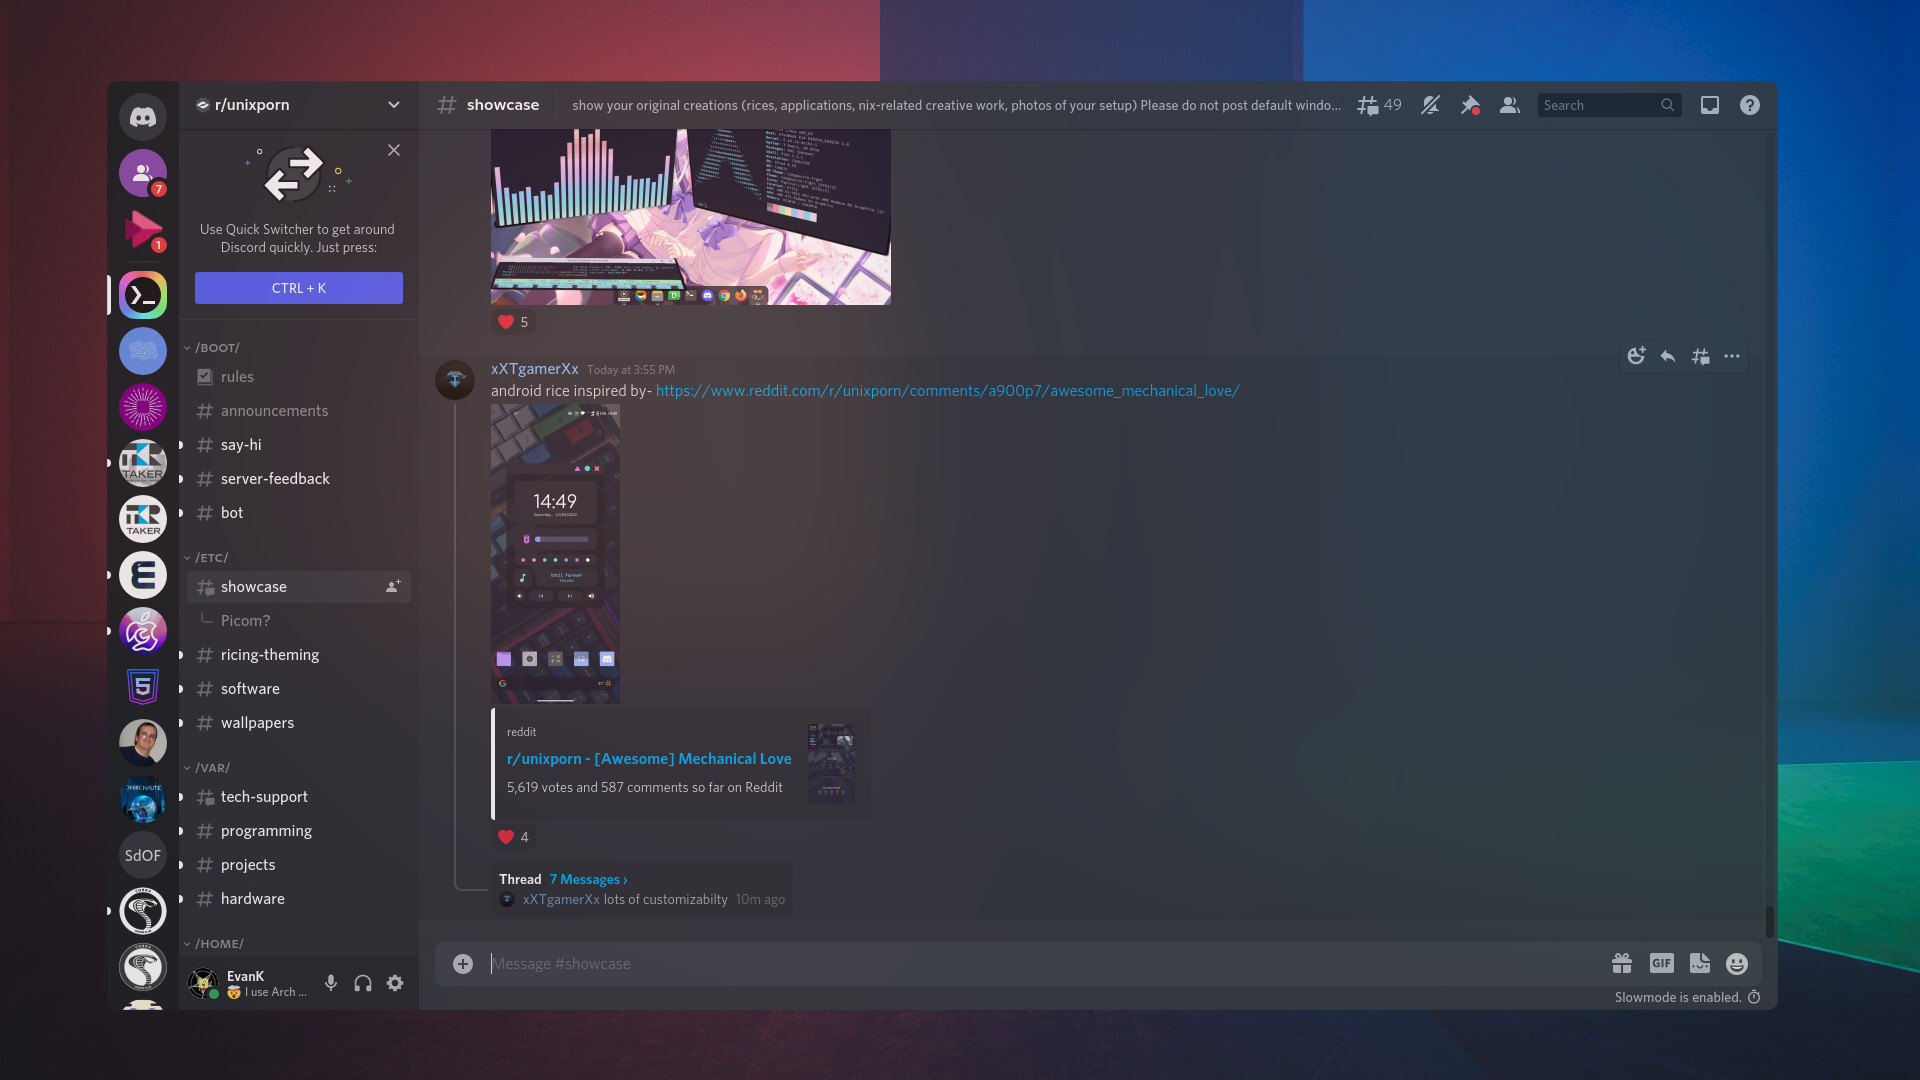 r/unixporn
Use Quick Switcher to get around
Discord quickly. Just press:
CTRL + K
/BOOT/
rules
announcements
say-hi
server-feedback
bot
/ETC/
showcase
Picom?
ricing-theming
software
wallpapers
/VAR/
tech-support
programming
projects
hardware
/HOME/
EvanK
I use Arch ...
7
1
TAKER
TAKER
SdOF
showcase
show your original creations (rices, applications, nix-related creative work, photos of your setup) Please do not post default windo...
49
Search
5
xXTgamerXx Today at 3:55 PM
android rice inspired by- https://www.reddit.com/r/unixporn/comments/a900p7/awesome_mechanical_love/
14:49
reddit
r/unixporn - [Awesome] Mechanical Love
5,619 votes and 587 comments so far on Reddit
4
Thread 7 Messages ›
xXTgamerXx lots of customizabilty 10m ago
Message #showcase
GIF
Slowmode is enabled.